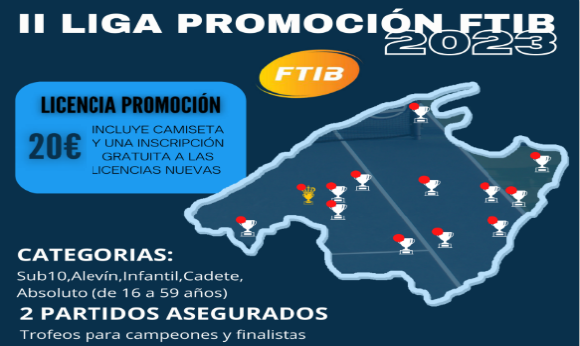 II LIGA PROMOCIÓN FTIB
2023
FTIB
LICENCIA PROMOCIÓN
20€
INCLUYE CAMISETA
Y UNA INSCRIPCIÓN
GRATUITA A LAS
LICENCIAS NUEVAS
CATEGORIAS:
Sub10,Alevín,Infantil,Cadete,
Absoluto (de 16 a 59 años)
2 PARTIDOS ASEGURADOS
Trofeos para campeones y finalistas